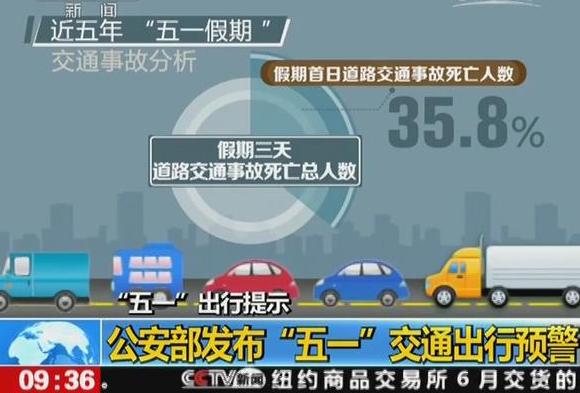 新闻
近五年“五一假期”
交通事故分析
假期首日道路交通事故死亡人数
35.8%
假期三天
道路交通事故死亡总人数
“五一”出行提示
公安部发布“五一”交通出行预警
09:36
CCTV 新闻
纽约商品交易所6月交货的